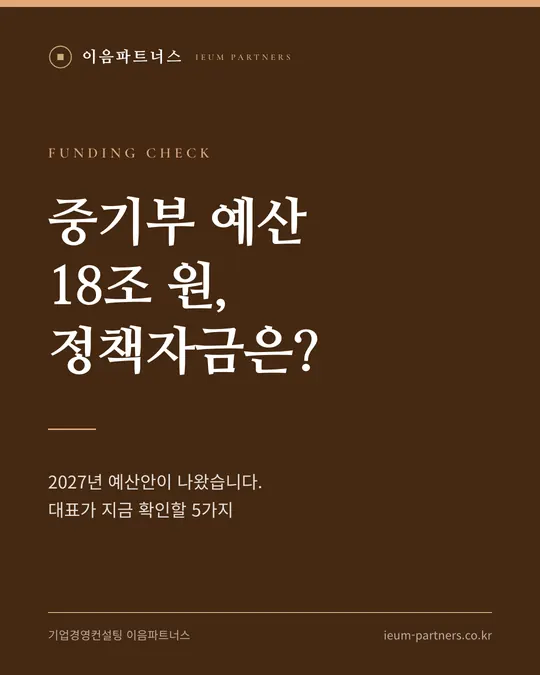 이음파트너스 IEUM PARTNERS
FUNDING CHECK
중기부 예산
18조 원,
정책자금은?
2027년 예산안이 나왔습니다.
대표가 지금 확인할 5가지
기업경영컨설팅 이음파트너스 ieum-partners.co.kr